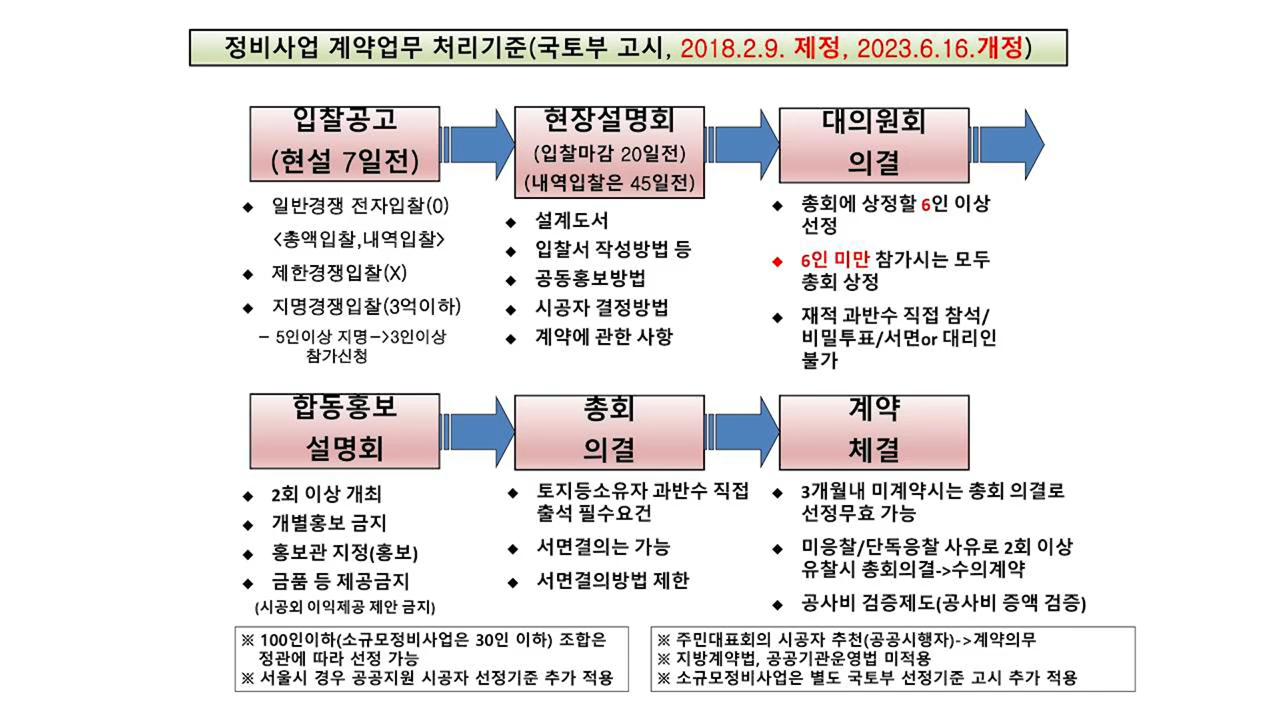 정비사업 계약업무 처리기준(국토부 고시, 2018.2.9. 제정, 2023.6.16.개정)
입찰공고
(현설 7일전)
◆ 일반경쟁 전자입찰(0)
<총액입찰,내역입찰>
◆ 제한경쟁입찰(X)
◆ 지명경쟁입찰(3억이하)
- 5인이상 지명->3인이상
참가신청
현장설명회
(입찰마감 20일전)
(내역입찰은 45일전)
◆ 설계도서
◆ 입찰서 작성방법 등
◆ 공동홍보방법
◆ 시공자 결정방법
◆ 계약에 관한 사항
대의원회
의결
◆ 총회에 상정할 6인 이상
선정
◆ 6인 미만 참가시는 모두
총회 상정
◆ 재적 과반수 직접 참석/
비밀투표/서면or 대리인
불가
합동홍보
설명회
◆ 2회 이상 개최
◆ 개별홍보 금지
◆ 홍보관 지정(홍보)
◆ 금품 등 제공금지
(시공외 이익제공 제안 금지)
총회
의결
◆ 토지등소유자 과반수 직접
출석 필수요건
◆ 서면결의는 가능
◆ 서면결의방법 제한
계약
체결
◆ 3개월내 미계약시는 총회 의결로
선정무효 가능
◆ 미응찰/단독응찰 사유로 2회 이상
유찰시 총회의결->수의계약
◆ 공사비 검증제도(공사비 증액 검증)
※ 100인이하(소규모정비사업은 30인 이하) 조합은
정관에 따라 선정 가능
※ 서울시 경우 공공지원 시공자 선정기준 추가 적용
※ 주민대표회의 시공자 추천(공공시행자)->계약의무
※ 지방계약법, 공공기관운영법 미적용
※ 소규모정비사업은 별도 국토부 선정기준 고시 추가 적용